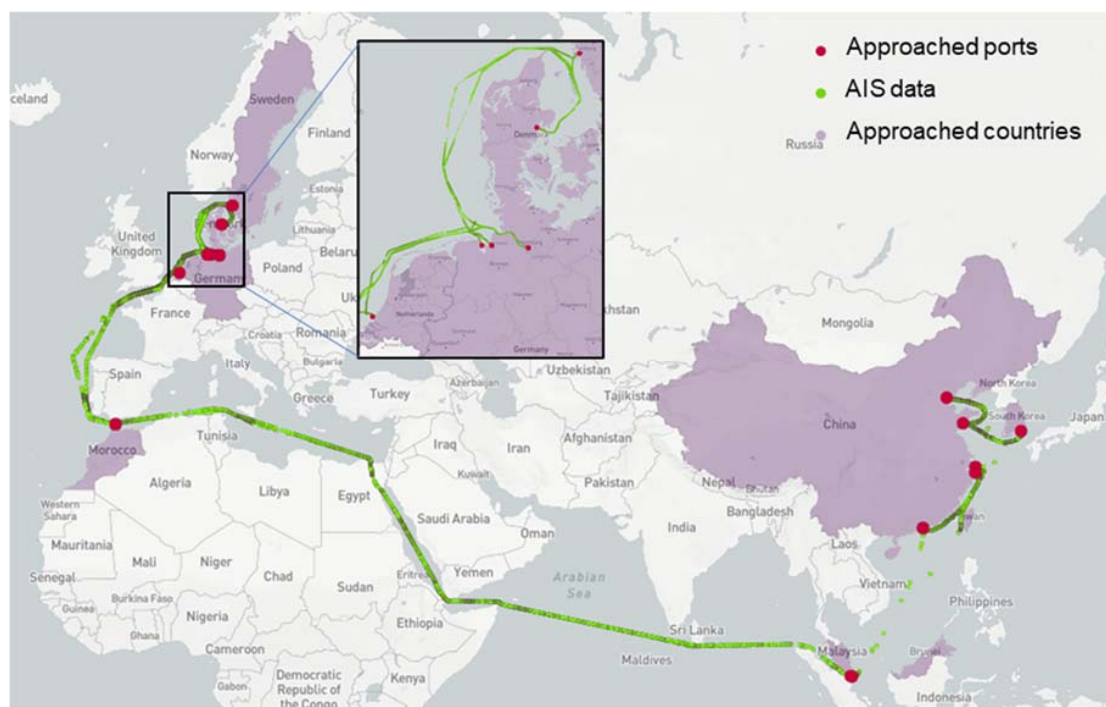 Approached ports
AIS data
Approached countries
Iceland
Sweden
Finland
Norway
Russia
Estonia
Lithuania
United
Kingdom
Belaru
Poland
Germany
Denmark
Netherlands
Germany
France
Croatia
Romania
Bulgaria
Italy
Spain
Greece
Turkey
Azerbaijan
Uzbekistan
Tajikistan
Mongolia
North Korea
South Korea
Japan
China
Tunisia
Morocco
Iraq
Iran
Afghanistan
Kuwait
Pakistan
Nepal
Bhutan
Bangladesh
Algeria
Libya
Egypt
Western
Sahara
Saudi Arabia
Oman
India
Laos
Mauritania
Mali
Niger
Chad
Sudan
Eritrea
Yemen
Arabian
Sea
Vietnam
Philippines
Senegal
Guinea
Burkina Faso
Ghana
Nigeria
Ethiopia
Cameroon
Sri Lanka
Maldives
Malaysia
Brunei
Gabon
Democratic
Republic of
the Congo
Kenya
Indonesia